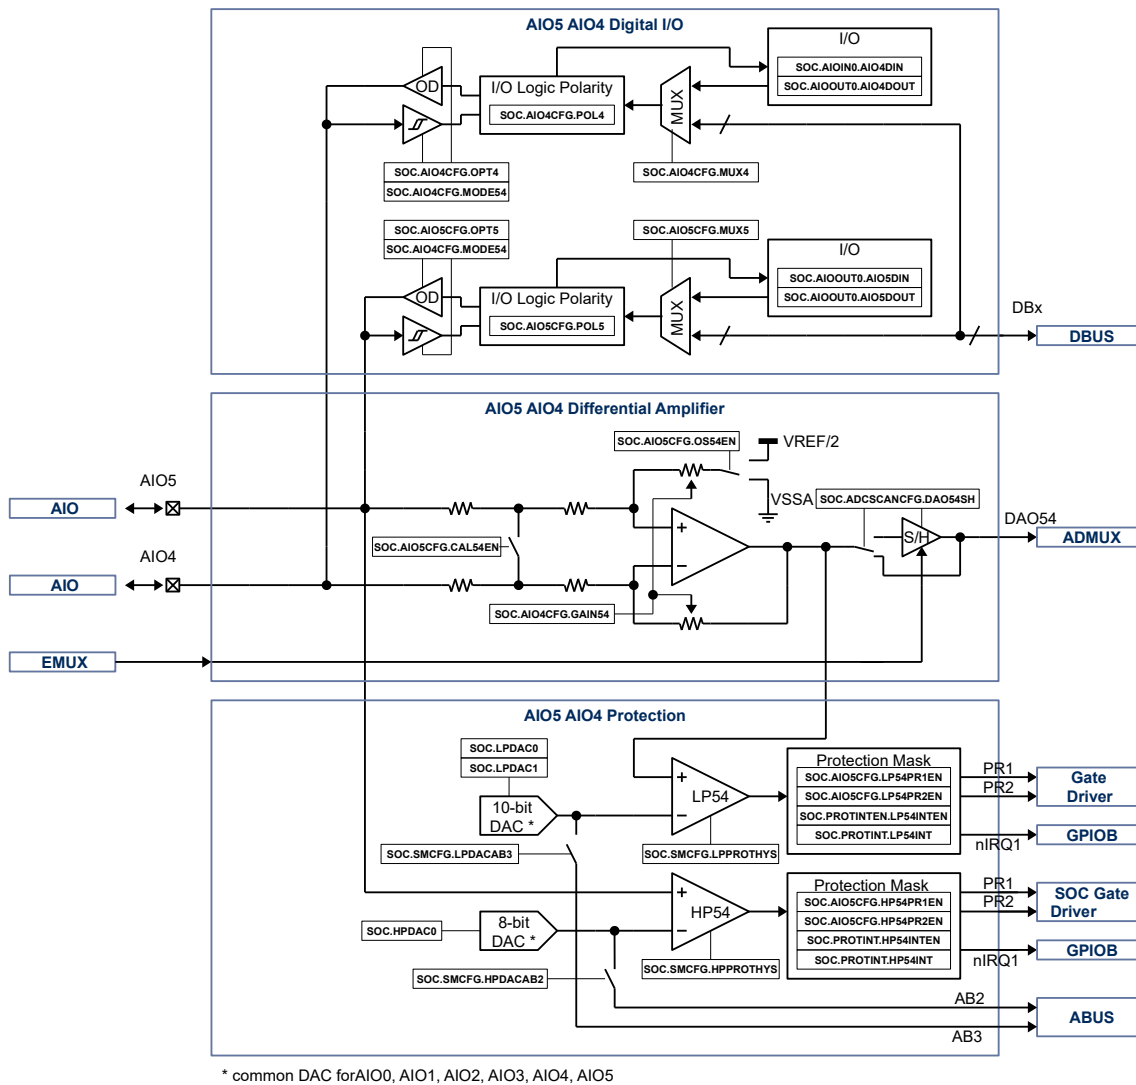 AIO5 AIO4 Digital I/O
I/O
SOC.AIOIN0.AIO4DIN
SOC.AIOOUT0.AIO4DOUT
OD
I/O Logic Polarity
SOC.AIO4CFG.POL4
MUX
SOC.AIO4CFG.OPT4
SOC.AIO4CFG.MODE54
SOC.AIO4CFG.MUX4
SOC.AIO5CFG.OPT5
SOC.AIO4CFG.MODE54
SOC.AIO5CFG.MUX5
I/O
SOC.AIOOUT0.AIO5DIN
SOC.AIOOUT0.AIO5DOUT
OD
I/O Logic Polarity
SOC.AIO5CFG.POL5
MUX
DBx
DBUS
AIO5 AIO4 Differential Amplifier
SOC.AIO5CFG.OS54EN
VREF/2
AIO5
AIO
VSSA
SOC.ADCSCANCFG.DAO54SH
DAO54
ADMUX
S/H
+
−
SOC.AIO5CFG.CAL54EN
AIO4
AIO
SOC.AIO4CFG.GAIN54
EMUX
AIO5 AIO4 Protection
SOC.LPDAC0
SOC.LPDAC1
10-bit
DAC *
+
−
LP54
Protection Mask
SOC.AIO5CFG.LP54PR1EN
SOC.AIO5CFG.LP54PR2EN
SOC.PROTINTEN.LP54INTEN
SOC.PROTINT.LP54INT
PR1
PR2
nIRQ1
Gate
Driver
GPIOB
SOC.SMCFG.LPDACAB3
SOC.SMCFG.LPPROTHYS
SOC.HPDAC0
8-bit
DAC *
+
−
HP54
Protection Mask
SOC.AIO5CFG.HP54PR1EN
SOC.AIO5CFG.HP54PR2EN
SOC.PROTINT.HP54INTEN
SOC.PROTINT.HP54INT
PR1
PR2
nIRQ1
SOC Gate
Driver
GPIOB
SOC.SMCFG.HPDACAB2
SOC.SMCFG.HPPROTHYS
AB2
AB3
ABUS
* common DAC forAIO0, AIO1, AIO2, AIO3, AIO4, AIO5